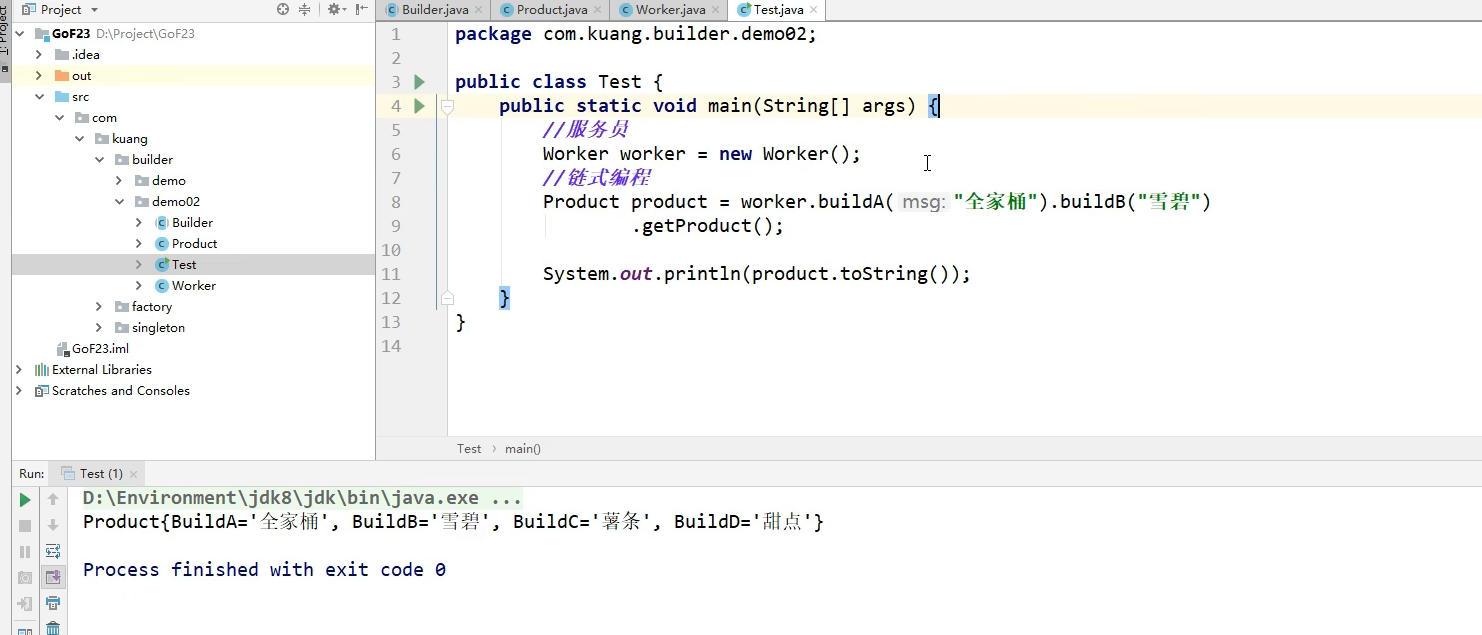 Project
Builder.java
Product.java
Worker.java
Test.java
1: Project
GoF23 D:\Project\GoF23
.idea
out
src
com
kuang
builder
demo
demo02
Builder
Product
Test
Worker
factory
singleton
GoF23.iml
External Libraries
Scratches and Consoles
1 package com.kuang.builder.demo02;
2
3 public class Test {
4 public static void main(String[] args) {
5 //服务员
6 Worker worker = new Worker();
7 //链式编程
8 Product product = worker.buildA( msg: "全家桶").buildB("雪碧")
9 .getProduct();
10
11 System.out.println(product.toString());
12 }
13 }
14
Test › main()
Run: Test (1)
D:\Environment\jdk8\jdk\bin\java.exe ...
Product{BuildA='全家桶', BuildB='雪碧', BuildC='薯条', BuildD='甜点'}
Process finished with exit code 0